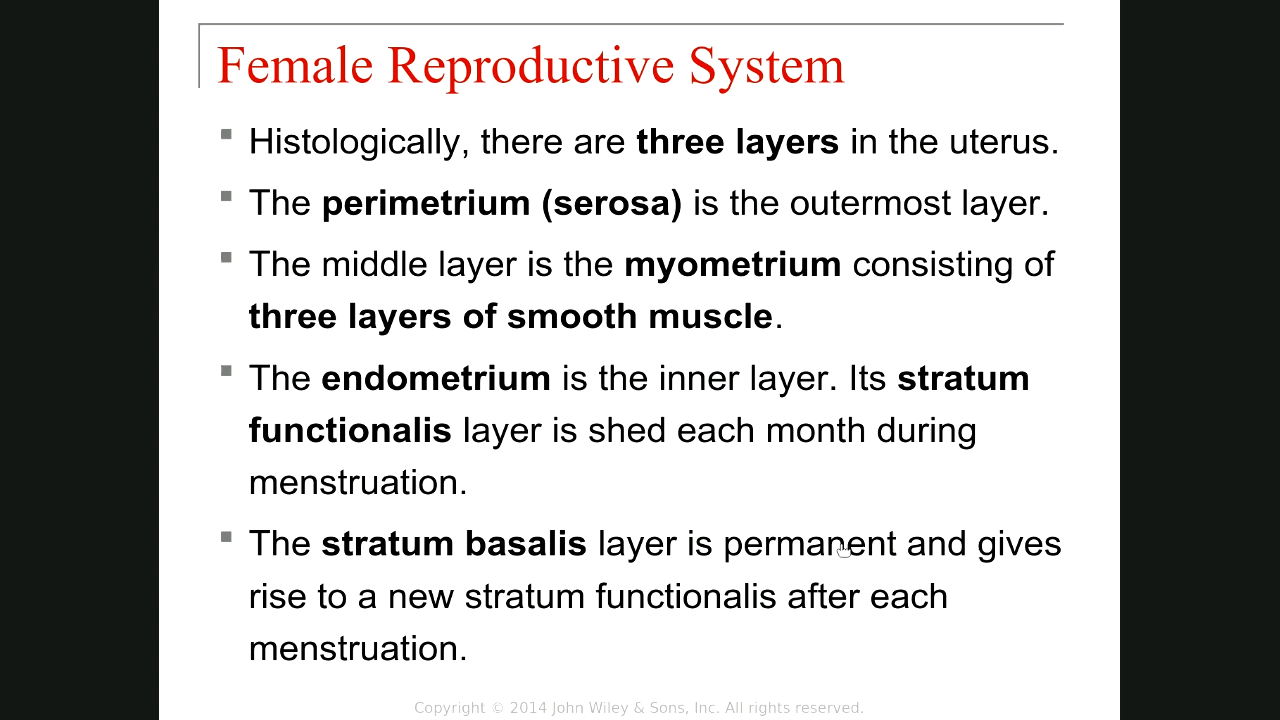 Female Reproductive System
Histologically, there are three layers in the uterus.
The perimetrium (serosa) is the outermost layer.
The middle layer is the myometrium consisting of
three layers of smooth muscle.
The endometrium is the inner layer. Its stratum
functionalis layer is shed each month during
menstruation.
The stratum basalis layer is permanent and gives
rise to a new stratum functionalis after each
menstruation.
Copyright © 2014 John Wiley & Sons, Inc. All rights reserved.